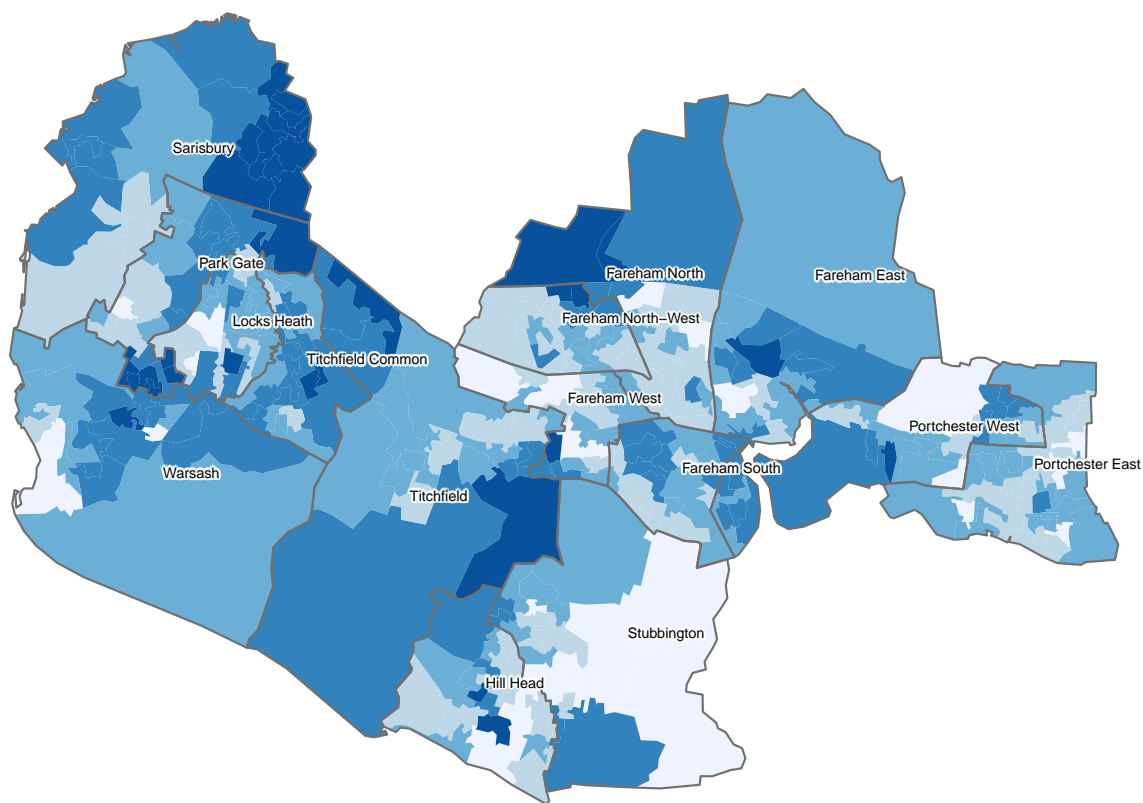 Sarisbury
Park Gate
Fareham North
Fareham East
Fareham North–West
Locks Heath
Titchfield Common
Fareham West
Portchester West
Portchester East
Warsash
Fareham South
Titchfield
Stubbington
Hill Head